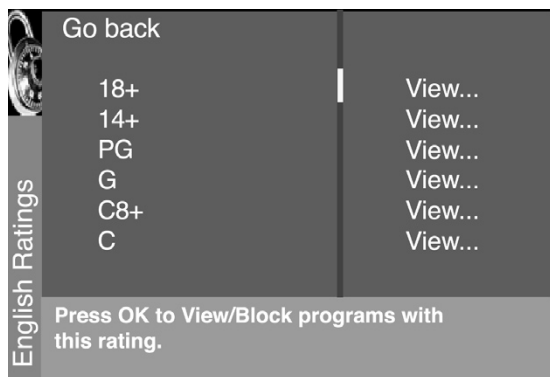 Go back
18+ View...
14+ View...
PG View...
G View...
C8+ View...
C View...
English Ratings
Press OK to View/Block programs with
this rating.